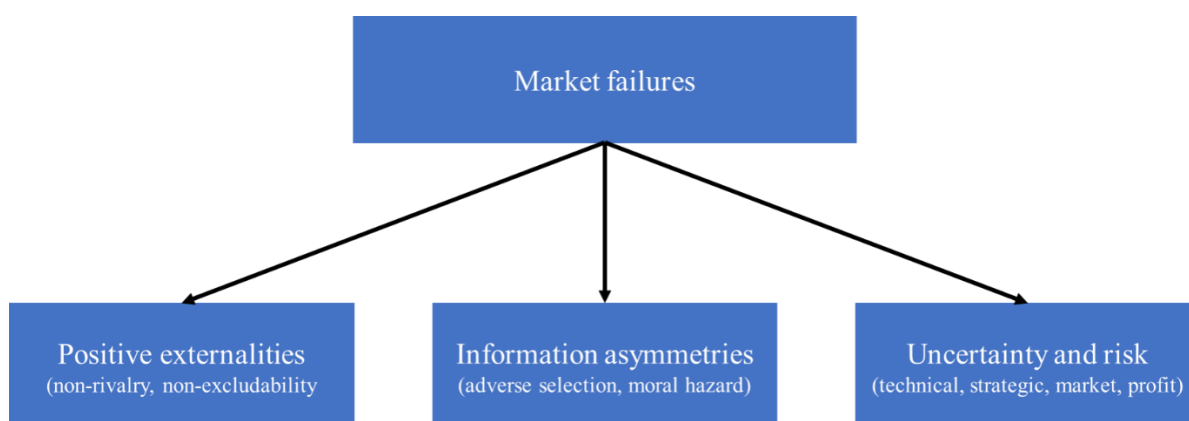 Market failures
Positive externalities
(non-rivalry, non-excludability
Information asymmetries
(adverse selection, moral hazard)
Uncertainty and risk
(technical, strategic, market, profit)